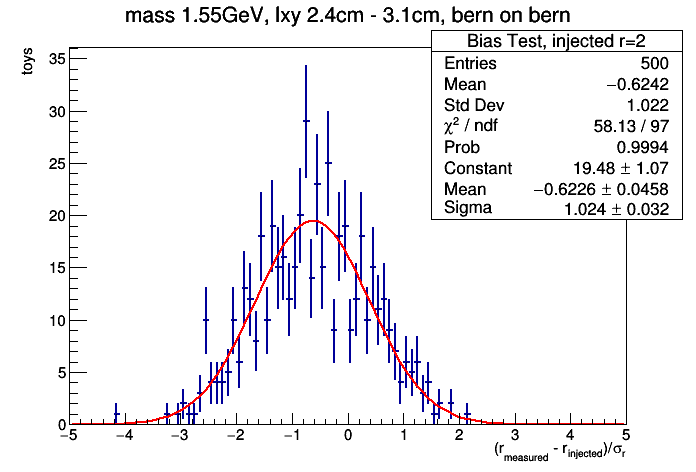 mass 1.55GeV, lxy 2.4cm - 3.1cm, bern on bern
toys
Bias Test, injected r=2
Entries 500
Mean −0.6242
Std Dev 1.022
χ² / ndf 58.13 / 97
Prob 0.9994
Constant 19.48 ± 1.07
Mean −0.6226 ± 0.0458
Sigma 1.024 ± 0.032
35
30
25
20
15
10
5
0
−5 −4 −3 −2 −1 0 1 2 3 4 5
(r_measured - r_injected)/σ_r